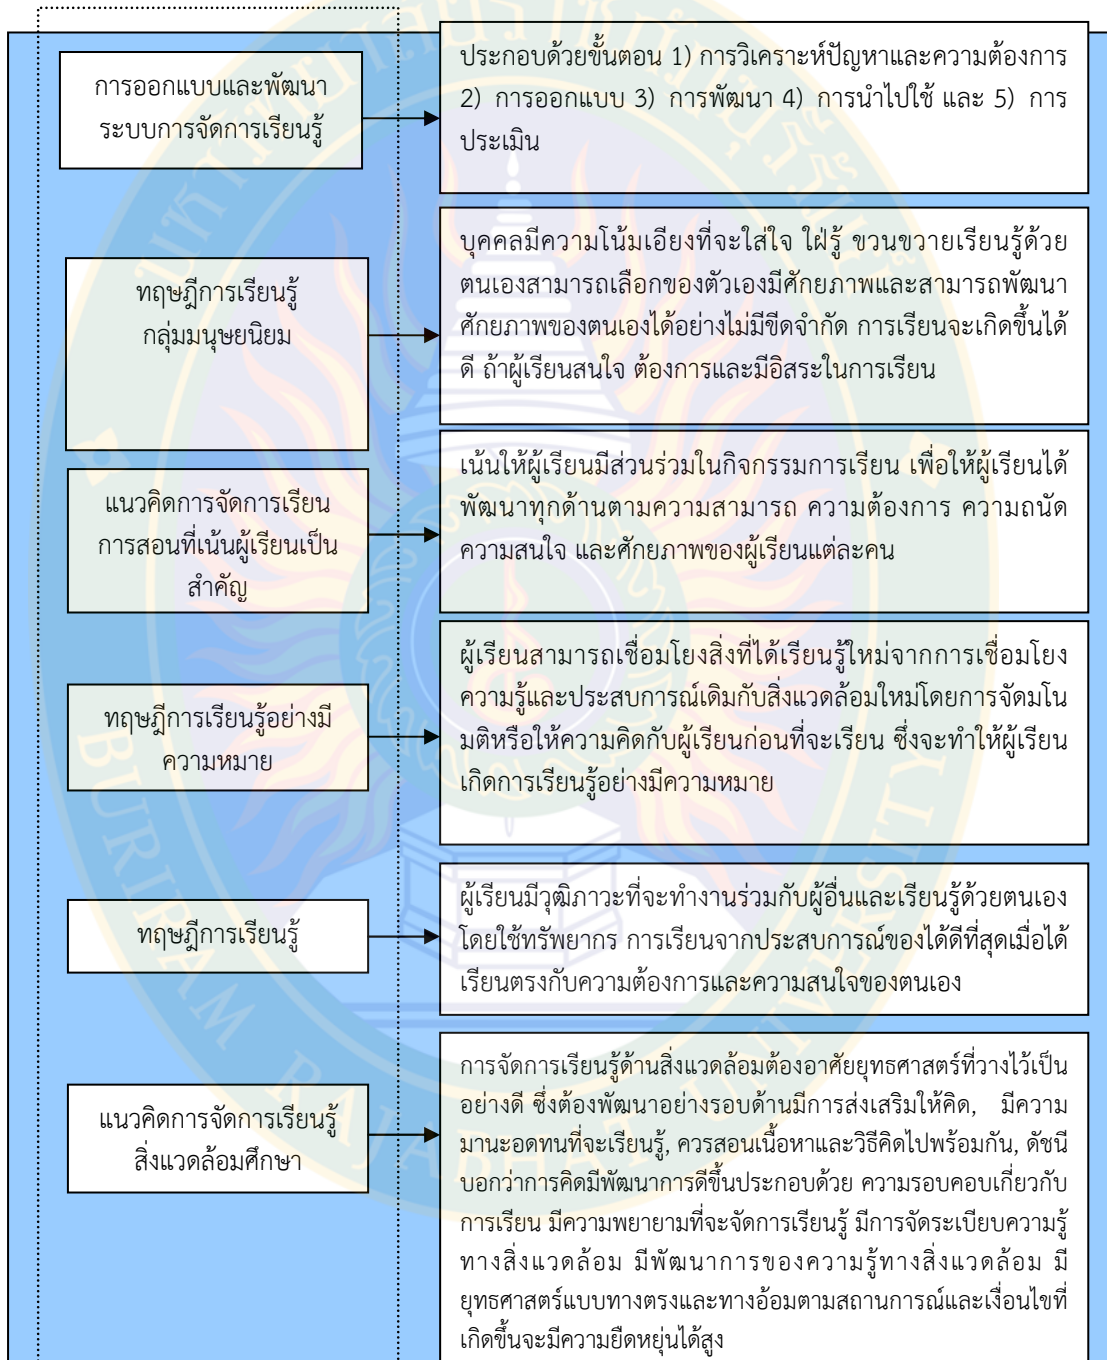 การออกแบบและพัฒนา
ระบบการจัดการเรียนรู้
ประกอบด้วยขั้นตอน 1) การวิเคราะห์ปัญหาและความต้องการ
2) การออกแบบ 3) การพัฒนา 4) การนำไปใช้ และ 5) การ
ประเมิน
ทฤษฎีการเรียนรู้
กลุ่มมนุษยนิยม
บุคคลมีความโน้มเอียงที่จะใส่ใจ ใฝ่รู้ ขวนขวายเรียนรู้ด้วย
ตนเองสามารถเลือกของตัวเองมีศักยภาพและสามารถพัฒนา
ศักยภาพของตนเองได้อย่างไม่มีขีดจำกัด การเรียนจะเกิดขึ้นได้
ดี ถ้าผู้เรียนสนใจ ต้องการและมีอิสระในการเรียน
แนวคิดการจัดการเรียน
การสอนที่เน้นผู้เรียนเป็น
สำคัญ
เน้นให้ผู้เรียนมีส่วนร่วมในกิจกรรมการเรียน เพื่อให้ผู้เรียนได้
พัฒนาทุกด้านตามความสามารถ ความต้องการ ความถนัด
ความสนใจ และศักยภาพของผู้เรียนแต่ละคน
ทฤษฎีการเรียนรู้อย่างมี
ความหมาย
ผู้เรียนสามารถเชื่อมโยงสิ่งที่ได้เรียนรู้ใหม่จากการเชื่อมโยง
ความรู้และประสบการณ์เดิมกับสิ่งแวดล้อมใหม่โดยการจัดมโน
มติหรือให้ความคิดกับผู้เรียนก่อนที่จะเรียน ซึ่งจะทำให้ผู้เรียน
เกิดการเรียนรู้อย่างมีความหมาย
ทฤษฎีการเรียนรู้
ผู้เรียนมีวุฒิภาวะที่จะทำงานร่วมกับผู้อื่นและเรียนรู้ด้วยตนเอง
โดยใช้ทรัพยากร การเรียนจากประสบการณ์ของได้ดีที่สุดเมื่อได้
เรียนตรงกับความต้องการและความสนใจของตนเอง
แนวคิดการจัดการเรียนรู้
สิ่งแวดล้อมศึกษา
การจัดการเรียนรู้ด้านสิ่งแวดล้อมต้องอาศัยยุทธศาสตร์ที่วางไว้เป็น
อย่างดี ซึ่งต้องพัฒนาอย่างรอบด้านมีการส่งเสริมให้คิด, มีความ
มานะอดทนที่จะเรียนรู้, ควรสอนเนื้อหาและวิธีคิดไปพร้อมกัน, ดัชนี
บอกว่าการคิดมีพัฒนาการดีขึ้นประกอบด้วย ความรอบคอบเกี่ยวกับ
การเรียน มีความพยายามที่จะจัดการเรียนรู้ มีการจัดระเบียบความรู้
ทางสิ่งแวดล้อม มีพัฒนาการของความรู้ทางสิ่งแวดล้อม มี
ยุทธศาสตร์แบบทางตรงและทางอ้อมตามสถานการณ์และเงื่อนไขที่
เกิดขึ้นจะมีความยืดหยุ่นได้สูง
BURIRAM RAJABHAT UNIVERSITY